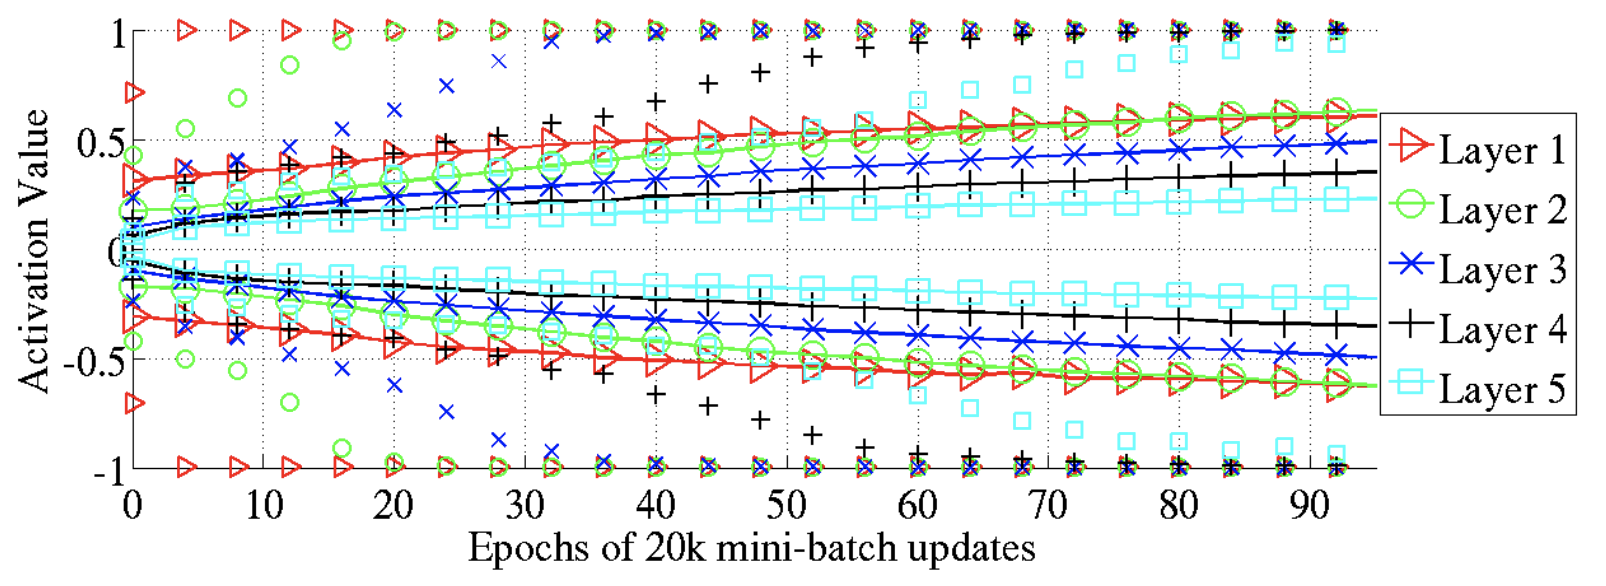 Activation Value
1
0.5
0
-0.5
-1
0 10 20 30 40 50 60 70 80 90
Epochs of 20k mini-batch updates
Layer 1
Layer 2
Layer 3
Layer 4
Layer 5